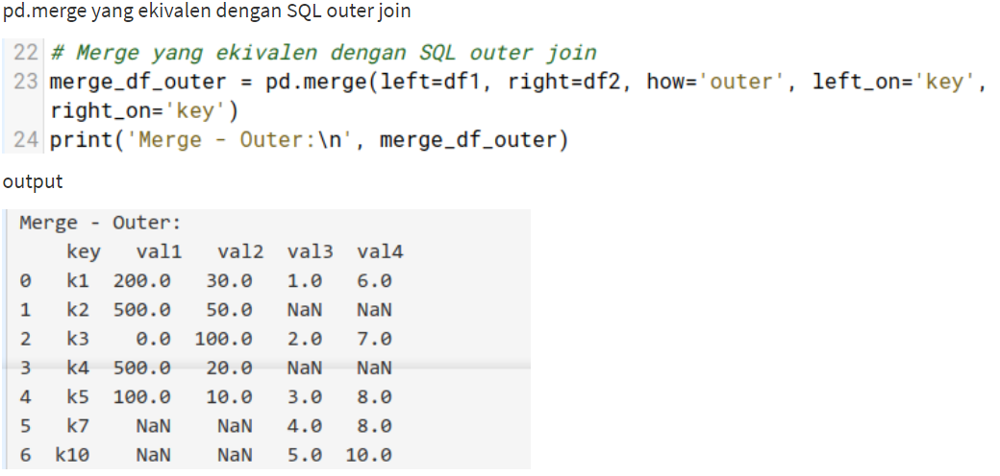 pd.merge yang ekivalen dengan SQL outer join
22 # Merge yang ekivalen dengan SQL outer join
23 merge_df_outer = pd.merge(left=df1, right=df2, how='outer', left_on='key',
right_on='key')
24 print('Merge - Outer:\n', merge_df_outer)
output
Merge - Outer:
key val1 val2 val3 val4
0 k1 200.0 30.0 1.0 6.0
1 k2 500.0 50.0 NaN NaN
2 k3 0.0 100.0 2.0 7.0
3 k4 500.0 20.0 NaN NaN
4 k5 100.0 10.0 3.0 8.0
5 k7 NaN NaN 4.0 8.0
6 k10 NaN NaN 5.0 10.0